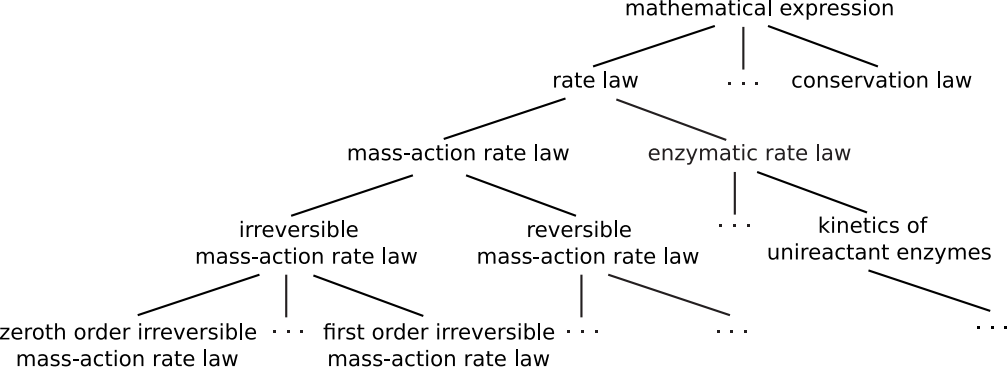 mathematical expression
rate law
. . .
conservation law
mass-action rate law
enzymatic rate law
irreversible
mass-action rate law
reversible
mass-action rate law
. . .
kinetics of
unireactant enzymes
zeroth order irreversible
mass-action rate law
. . .
first order irreversible
mass-action rate law
. . .
. . .
. . .